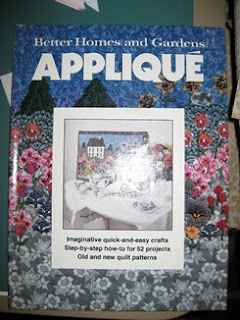 Better Homes and Gardens®
APPLIQUÉ
Imaginative quick-and-easy crafts
Step-by-step how-to for 52 projects
Old and new quilt patterns